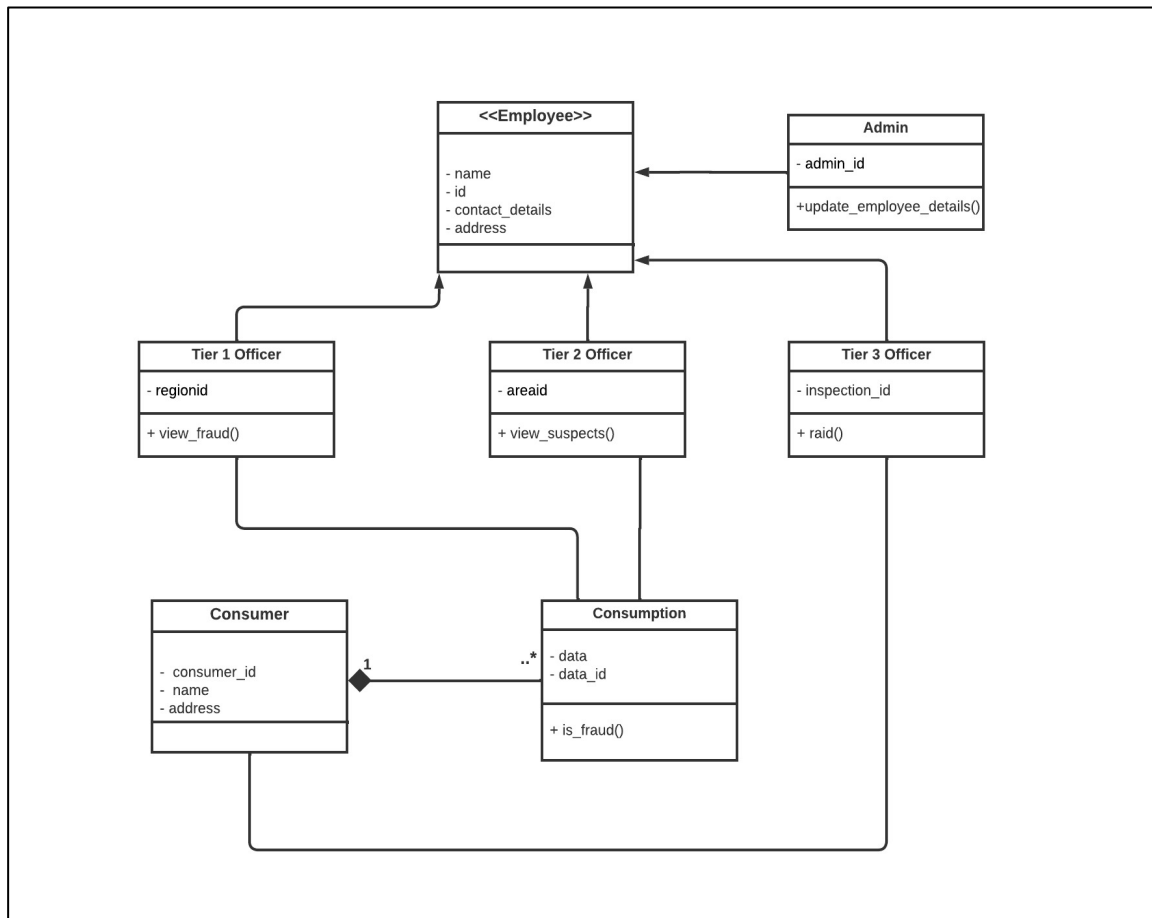 <<Employee>>
- name
- id
- contact_details
- address
Admin
- admin_id
+update_employee_details()
Tier 1 Officer
- regionid
+ view_fraud()
Tier 2 Officer
- areaid
+ view_suspects()
Tier 3 Officer
- inspection_id
+ raid()
Consumer
- consumer_id
- name
- address
1
..*
Consumption
- data
- data_id
+ is_fraud()